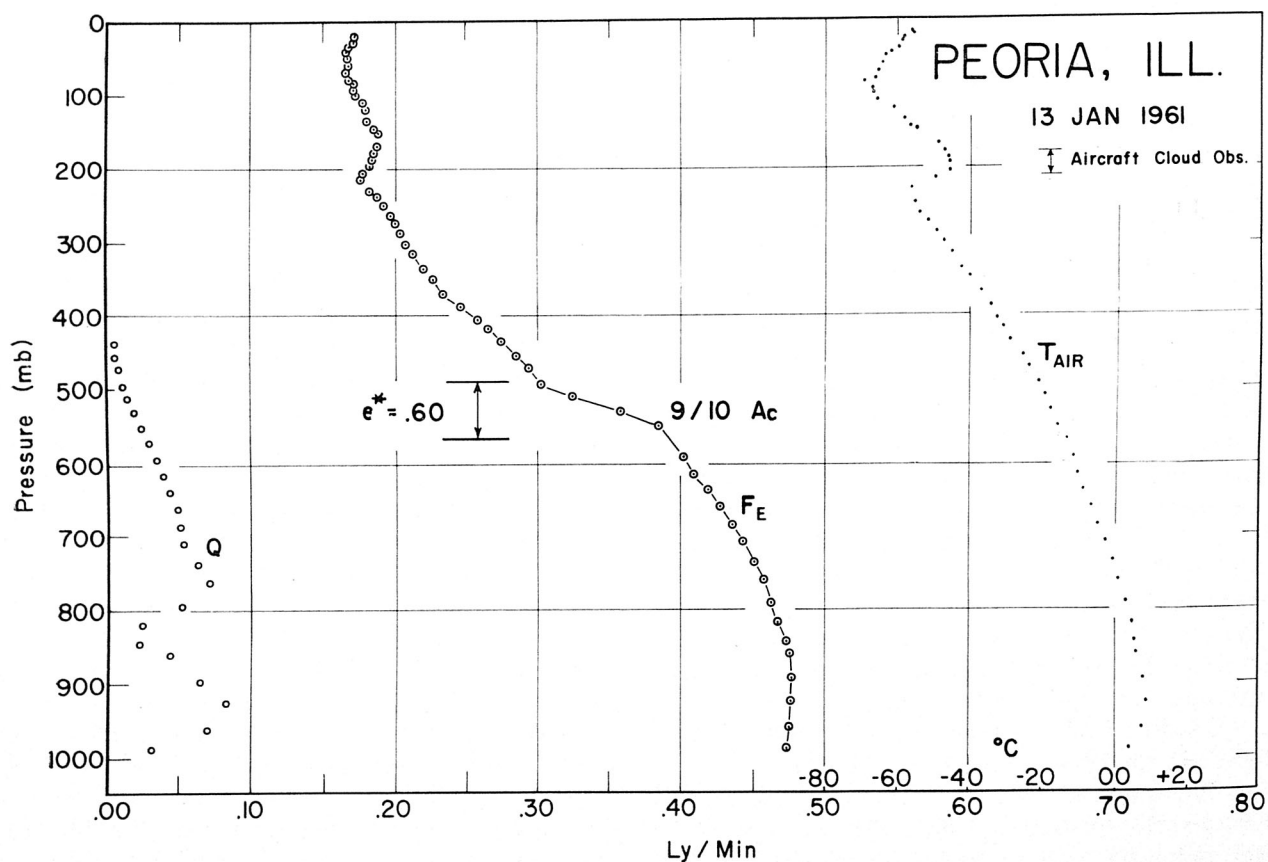 PEORIA, ILL.
13 JAN 1961
Aircraft Cloud Obs.
0
100
200
300
400
500
600
700
800
900
1000
Pressure (mb)
T_AIR
e* = .60
9/10 Ac
F_E
Q
°C
-80 -60 -40 -20 00 +20
.00 .10 .20 .30 .40 .50 .60 .70 .80
Ly/Min